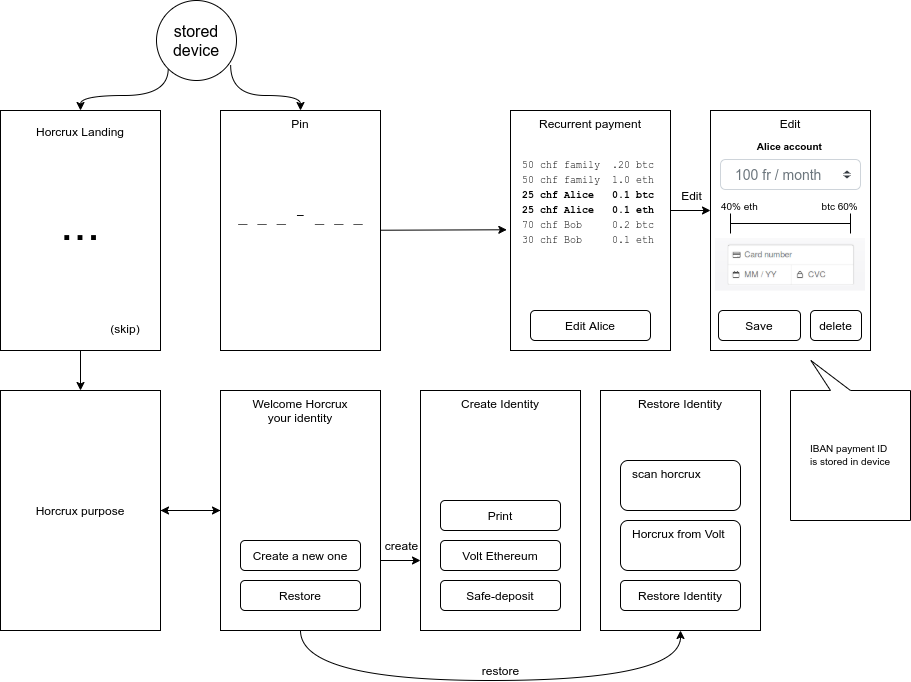 stored
device
Horcrux Landing
...
(skip)
Pin
_
_ _ _ _ _ _
Recurrent payment
50 chf family .20 btc
50 chf family 1.0 eth
25 chf Alice 0.1 btc
25 chf Alice 0.1 eth
70 chf Bob 0.2 btc
30 chf Bob 0.1 eth
Edit Alice
Edit
Edit
Alice account
100 fr / month
40% eth btc 60%
Card number
MM / YY CVC
Save delete
Horcrux purpose
Welcome Horcrux
your identity
Create a new one
Restore
create
Create Identity
Print
Volt Ethereum
Safe-deposit
Restore Identity
scan horcrux
Horcrux from Volt
Restore Identity
IBAN payment ID
is stored in device
restore